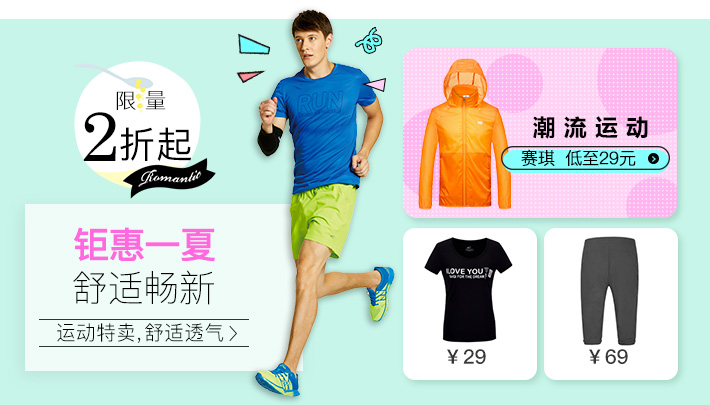 限量
2折起
Romantic
钜惠一夏
舒适畅新
运动特卖,舒适透气>
RUN
潮流运动
赛琪 低至29元
I LOVE YOU
¥29
¥69